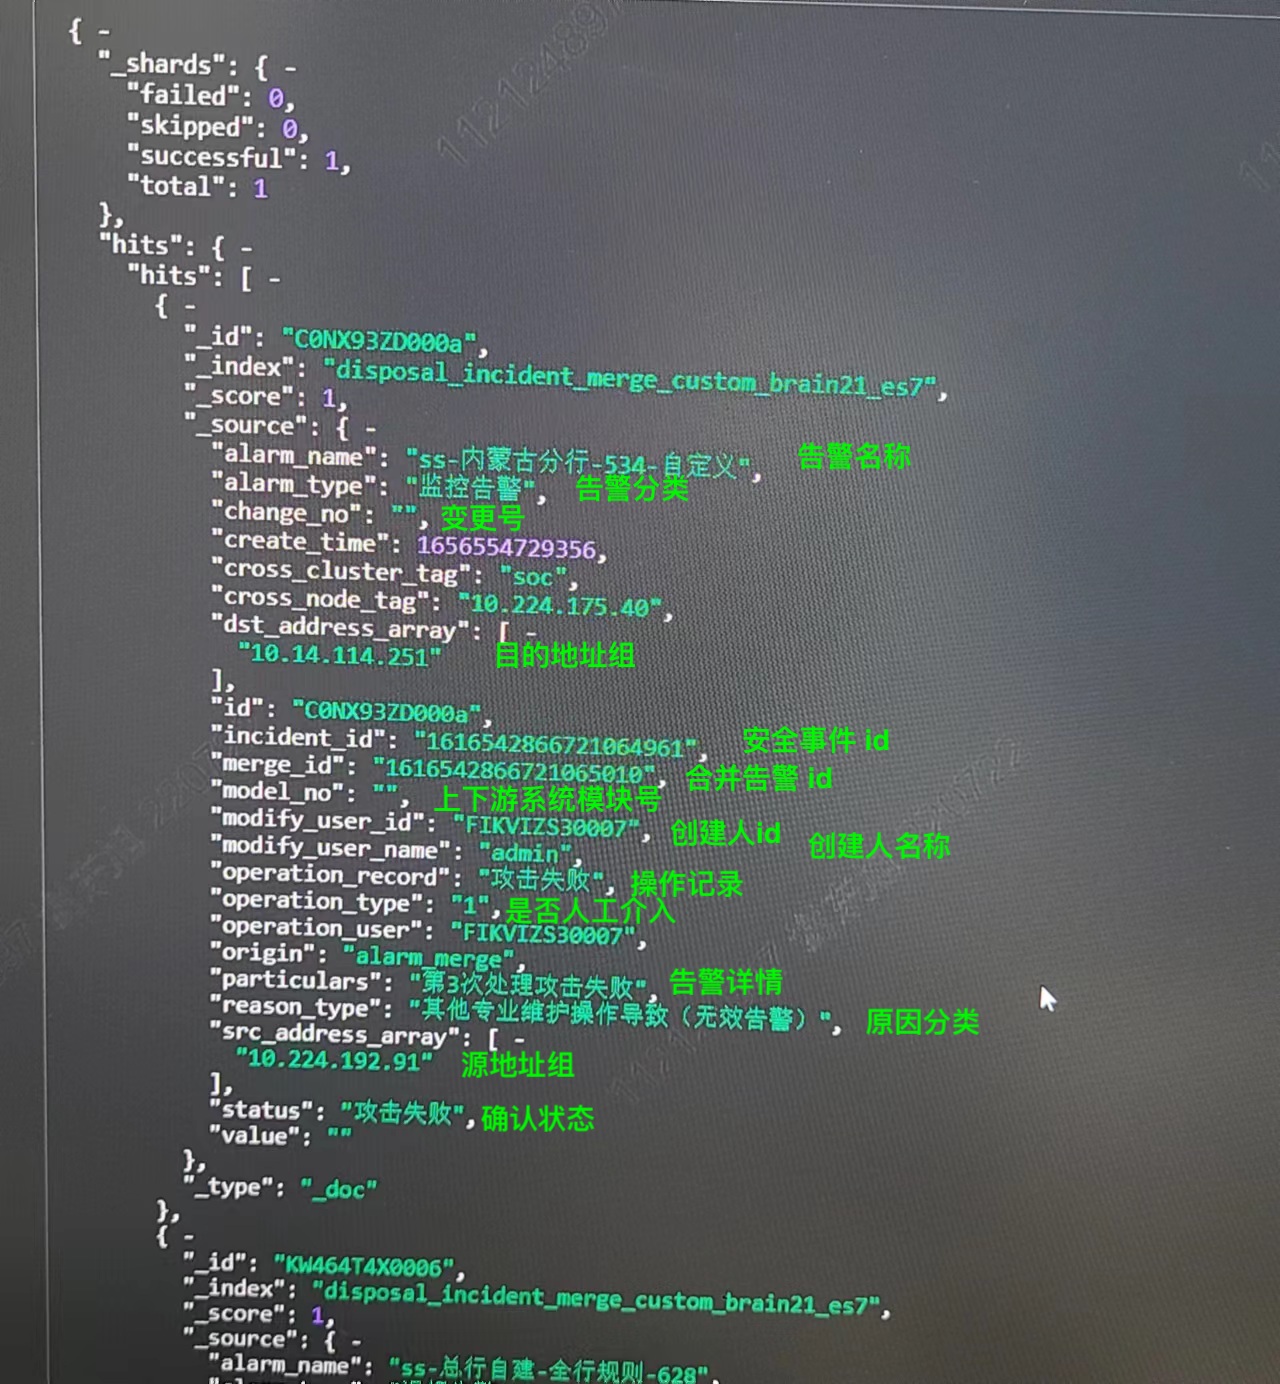 { -
"_shards": { -
"failed": 0,
"skipped": 0,
"successful": 1,
"total": 1
},
"hits": { -
"hits": [ -
{ -
"_id": "C0NX93ZD000a",
"_index": "disposal_incident_merge_custom_brain21_es7",
"_score": 1,
"_source": { -
"alarm_name": "ss-内蒙古分行-534-自定义", 告警名称
"alarm_type": "监控告警", 告警分类
"change_no": "", 变更号
"create_time": 1656554729356,
"cross_cluster_tag": "soc",
"cross_node_tag": "10.224.175.40",
"dst_address_array": [ -
"10.14.114.251" 目的地址组
],
"id": "C0NX93ZD000a",
"incident_id": "1616542866721064961", 安全事件 id
"merge_id": "1616542866721065010", 合并告警 id
"model_no": "", 上下游系统模块号
"modify_user_id": "FIKVIZS30007", 创建人id
"modify_user_name": "admin", 创建人名称
"operation_record": "攻击失败", 操作记录
"operation_type": "1", 是否人工介入
"operation_user": "FIKVIZS30007",
"origin": "alarm_merge",
"particulars": "第3次处理攻击失败", 告警详情
"reason_type": "其他专业维护操作导致（无效告警）", 原因分类
"src_address_array": [ -
"10.224.192.91" 源地址组
],
"status": "攻击失败", 确认状态
"value": ""
},
"_type": "_doc"
},
{ -
"_id": "KW464T4X0006",
"_index": "disposal_incident_merge_custom_brain21_es7",
"_score": 1,
"_source": { -
"alarm_name": "ss-总行自建-全行规则-628",